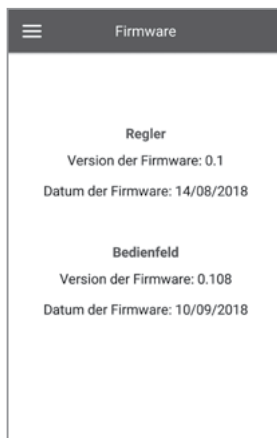 Firmware
Regler
Version der Firmware: 0.1
Datum der Firmware: 14/08/2018
Bedienfeld
Version der Firmware: 0.108
Datum der Firmware: 10/09/2018